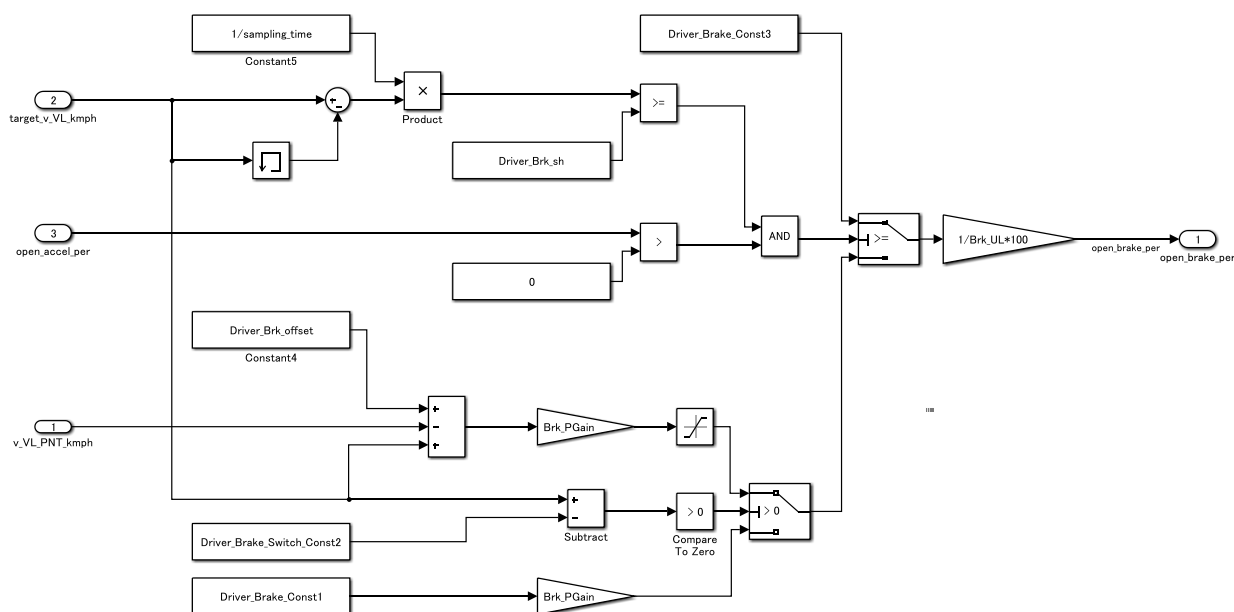 1/sampling_time
Constant5
Driver_Brake_Const3
2
target_v_VL_kmph
+
-
×
Product
>=
Driver_Brk_sh
3
open_accel_per
>
AND
0
>=
1/Brk_UL*100
open_brake_per
1
open_brake_per
Driver_Brk_offset
Constant4
1
v_VL_PNT_kmph
+
-
+
Brk_PGain
+
-
Subtract
> 0
Compare
To Zero
> 0
Driver_Brake_Switch_Const2
Driver_Brake_Const1
Brk_PGain